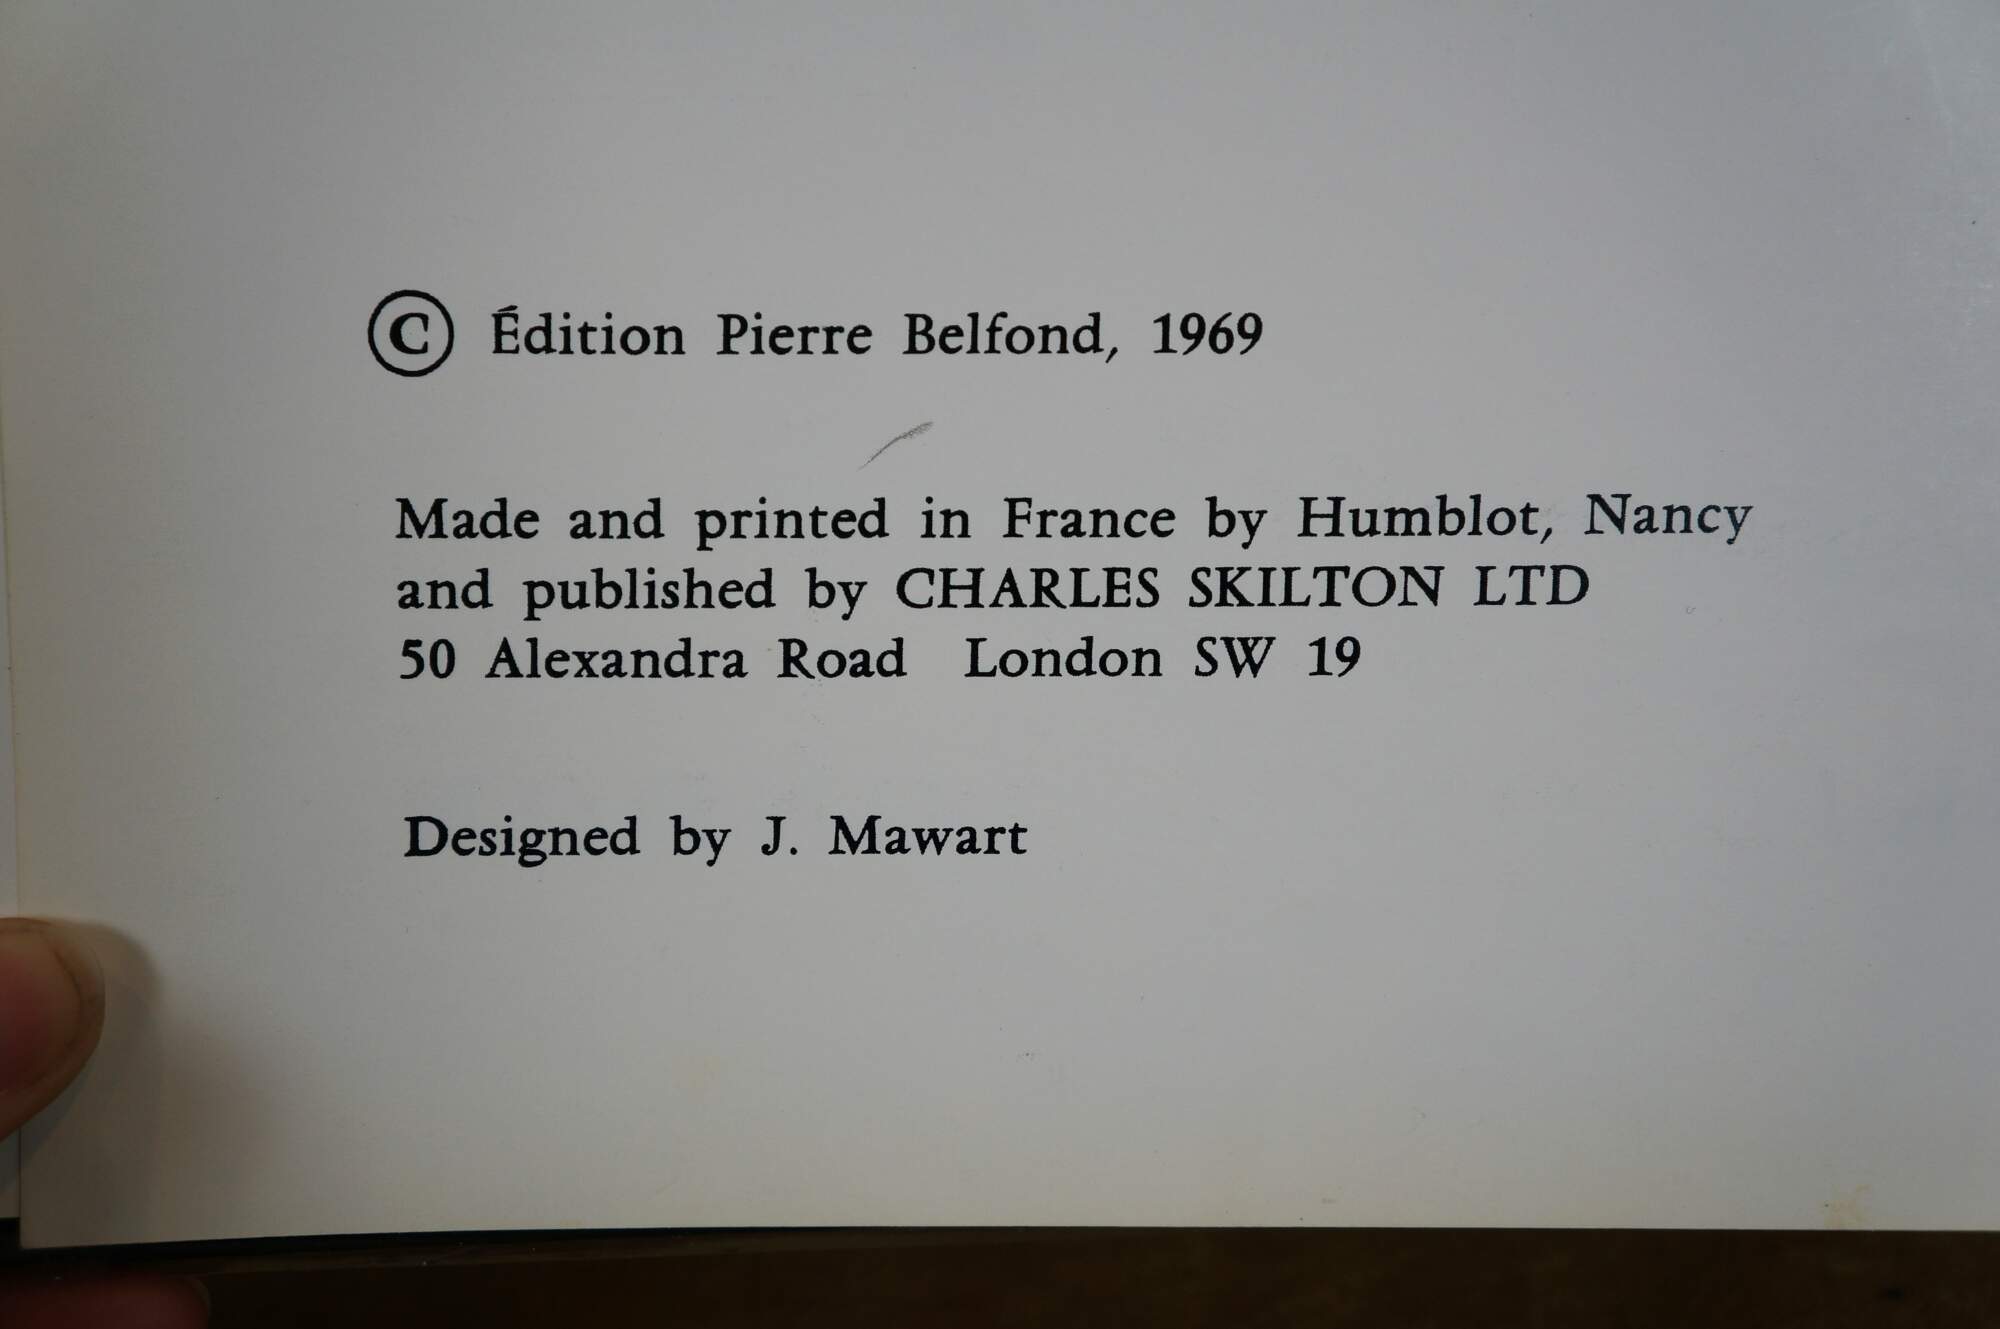 © Édition Pierre Belfond, 1969
Made and printed in France by Humblot, Nancy
and published by CHARLES SKILTON LTD
50 Alexandra Road London SW 19
Designed by J. Mawart